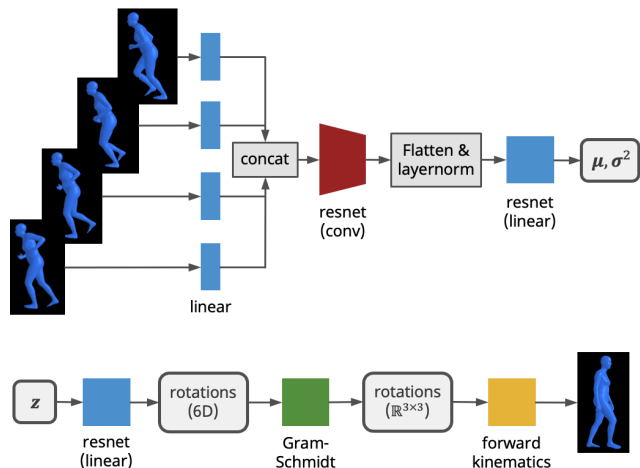 concat
Flatten &
layernorm
μ, σ²
resnet
(conv)
resnet
(linear)
linear
z
rotations
(6D)
rotations
(ℝ³ˣ³)
resnet
(linear)
Gram-
Schmidt
forward
kinematics